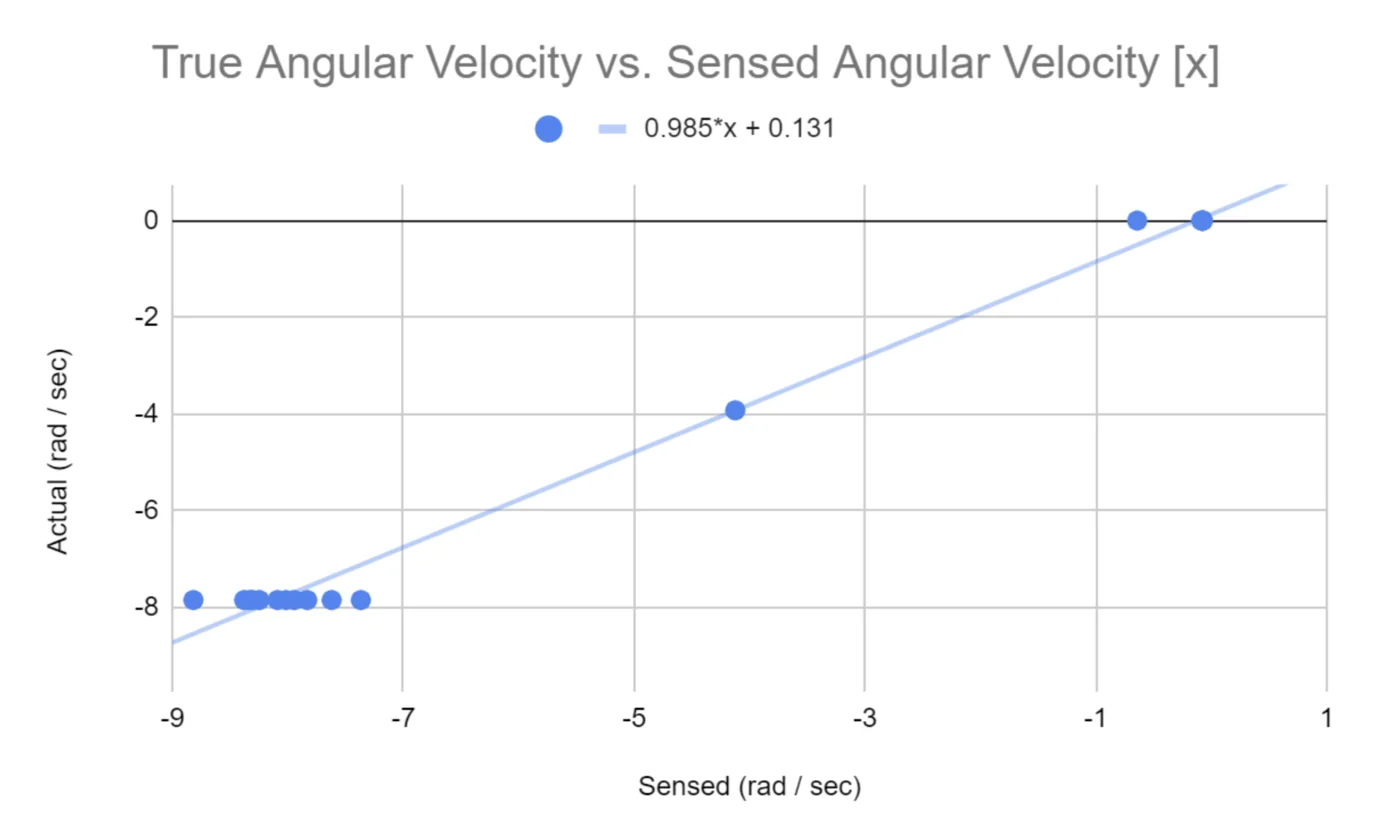 True Angular Velocity vs. Sensed Angular Velocity [x]
0.985*x + 0.131
0
-2
-4
-6
-8
Actual (rad / sec)
-9 -7 -5 -3 -1 1
Sensed (rad / sec)